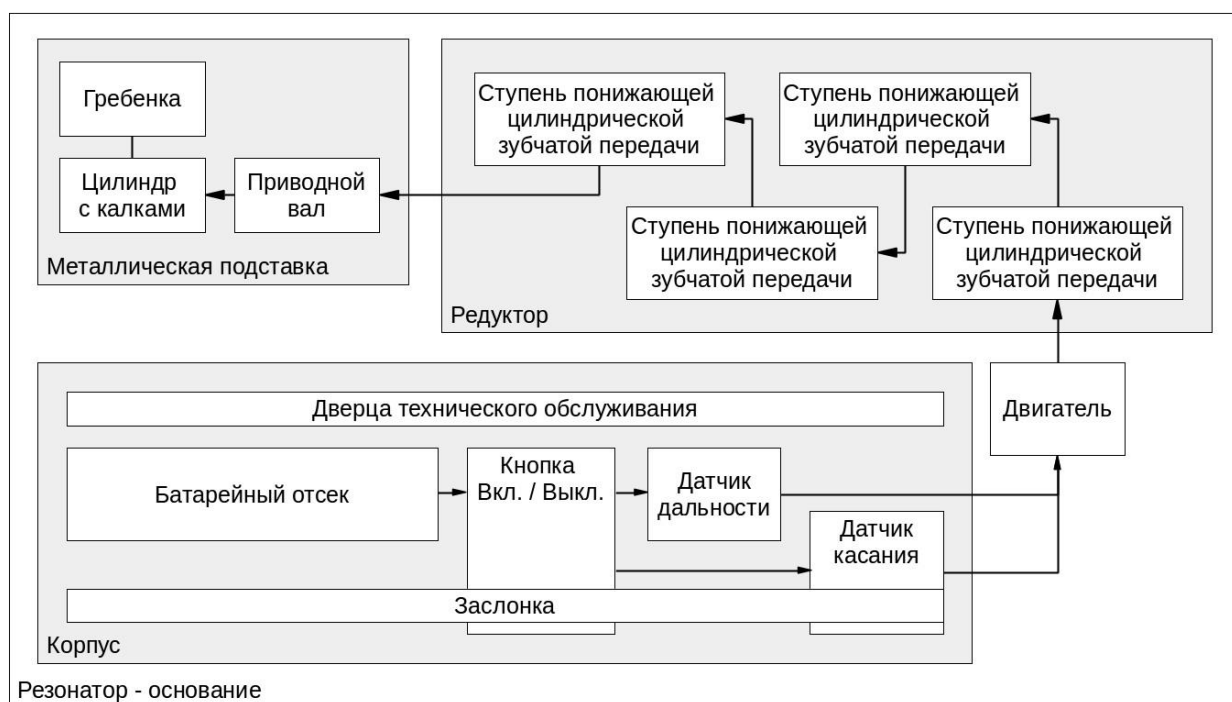 Гребенка
Цилиндр
с калками
Приводной
вал
Металлическая подставка
Ступень понижающей
цилиндрической
зубчатой передачи
Ступень понижающей
цилиндрической
зубчатой передачи
Ступень понижающей
цилиндрической
зубчатой передачи
Ступень понижающей
цилиндрической
зубчатой передачи
Редуктор
Двигатель
Дверца технического обслуживания
Батарейный отсек
Кнопка
Вкл. / Выкл.
Датчик
дальности
Датчик
касания
Заслонка
Корпус
Резонатор - основание